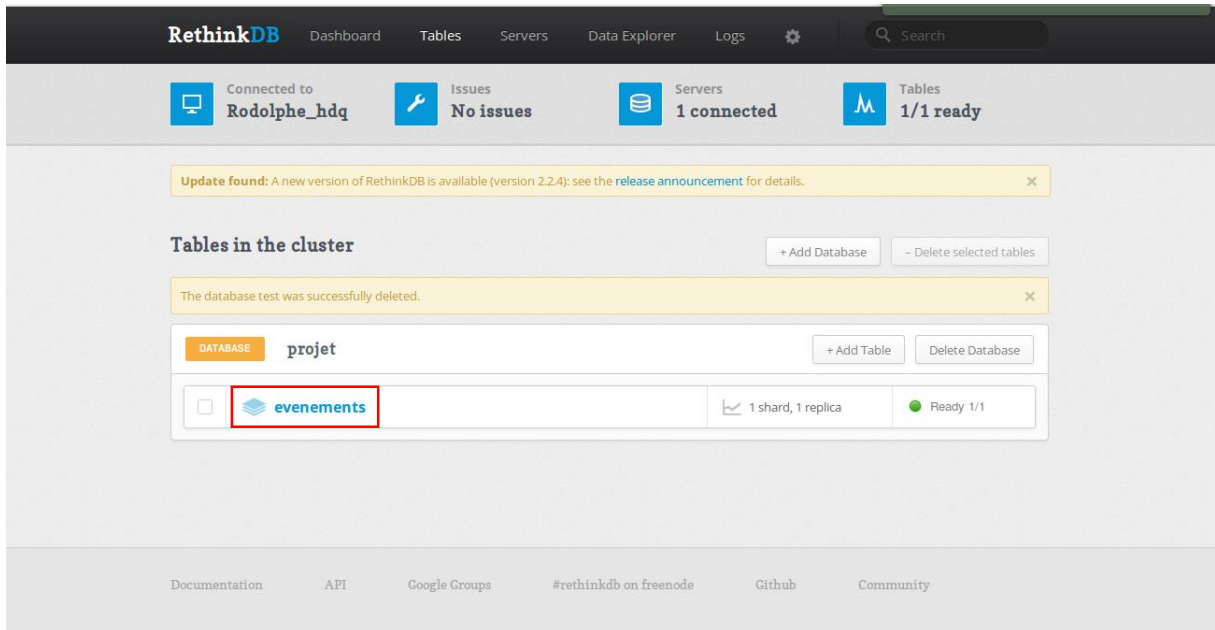 RethinkDB Dashboard Tables Servers Data Explorer Logs Search
Connected to Issues Servers Tables
Rodolphe_hdq No issues 1 connected 1/1 ready
Update found: A new version of RethinkDB is available (version 2.2.4): see the release announcement for details. ×
Tables in the cluster + Add Database – Delete selected tables
The database test was successfully deleted. ×
DATABASE projet + Add Table Delete Database
evenements 1 shard, 1 replica Ready 1/1
Documentation API Google Groups #rethinkdb on freenode Github Community